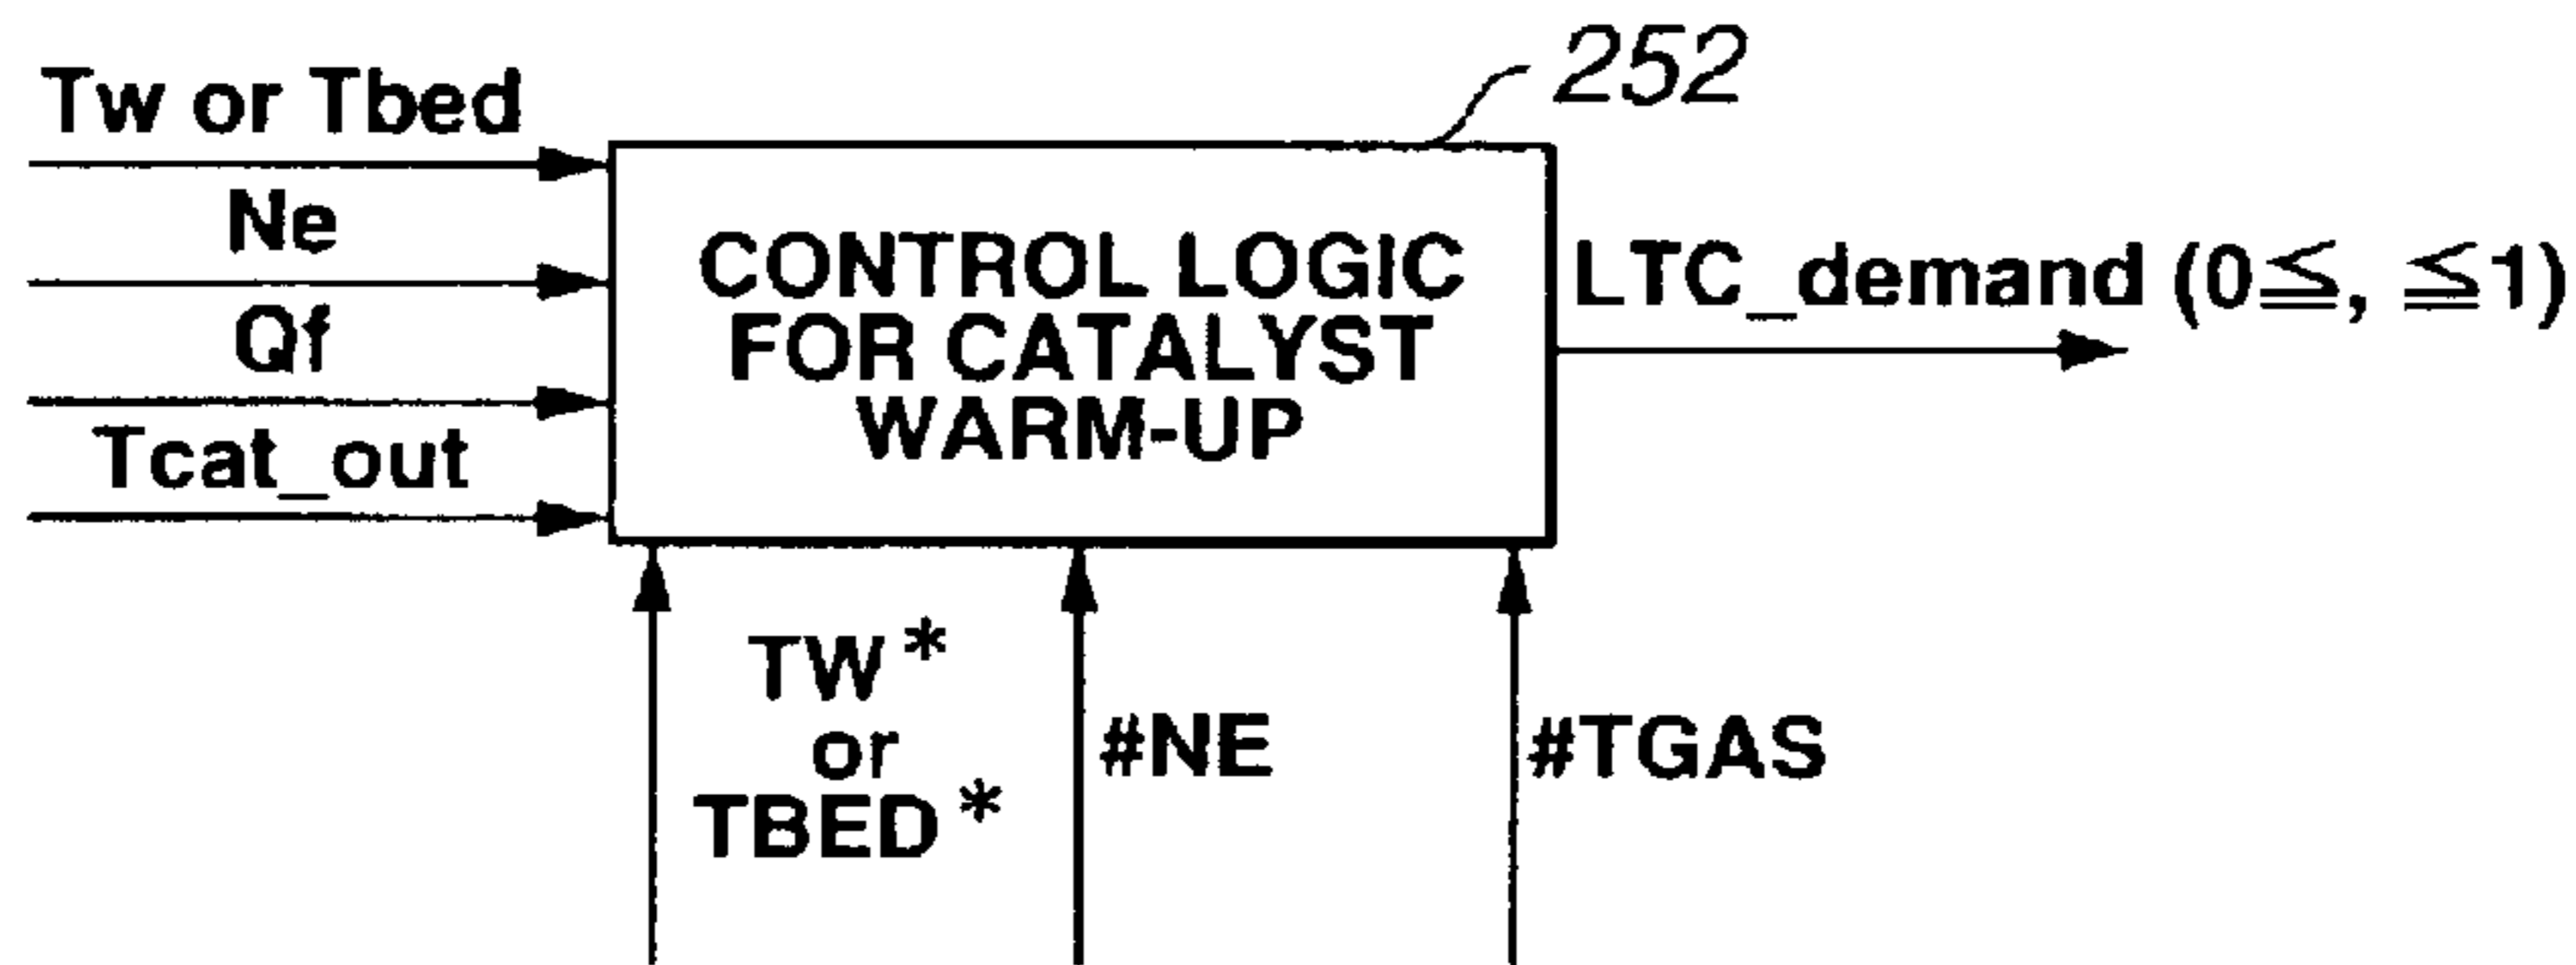 252
Tw or Tbed
Ne
Qf
Tcat_out
CONTROL LOGIC
FOR CATALYST
WARM-UP
LTC_demand (0≦, ≦1)
TW*
or
TBED*
#NE
#TGAS